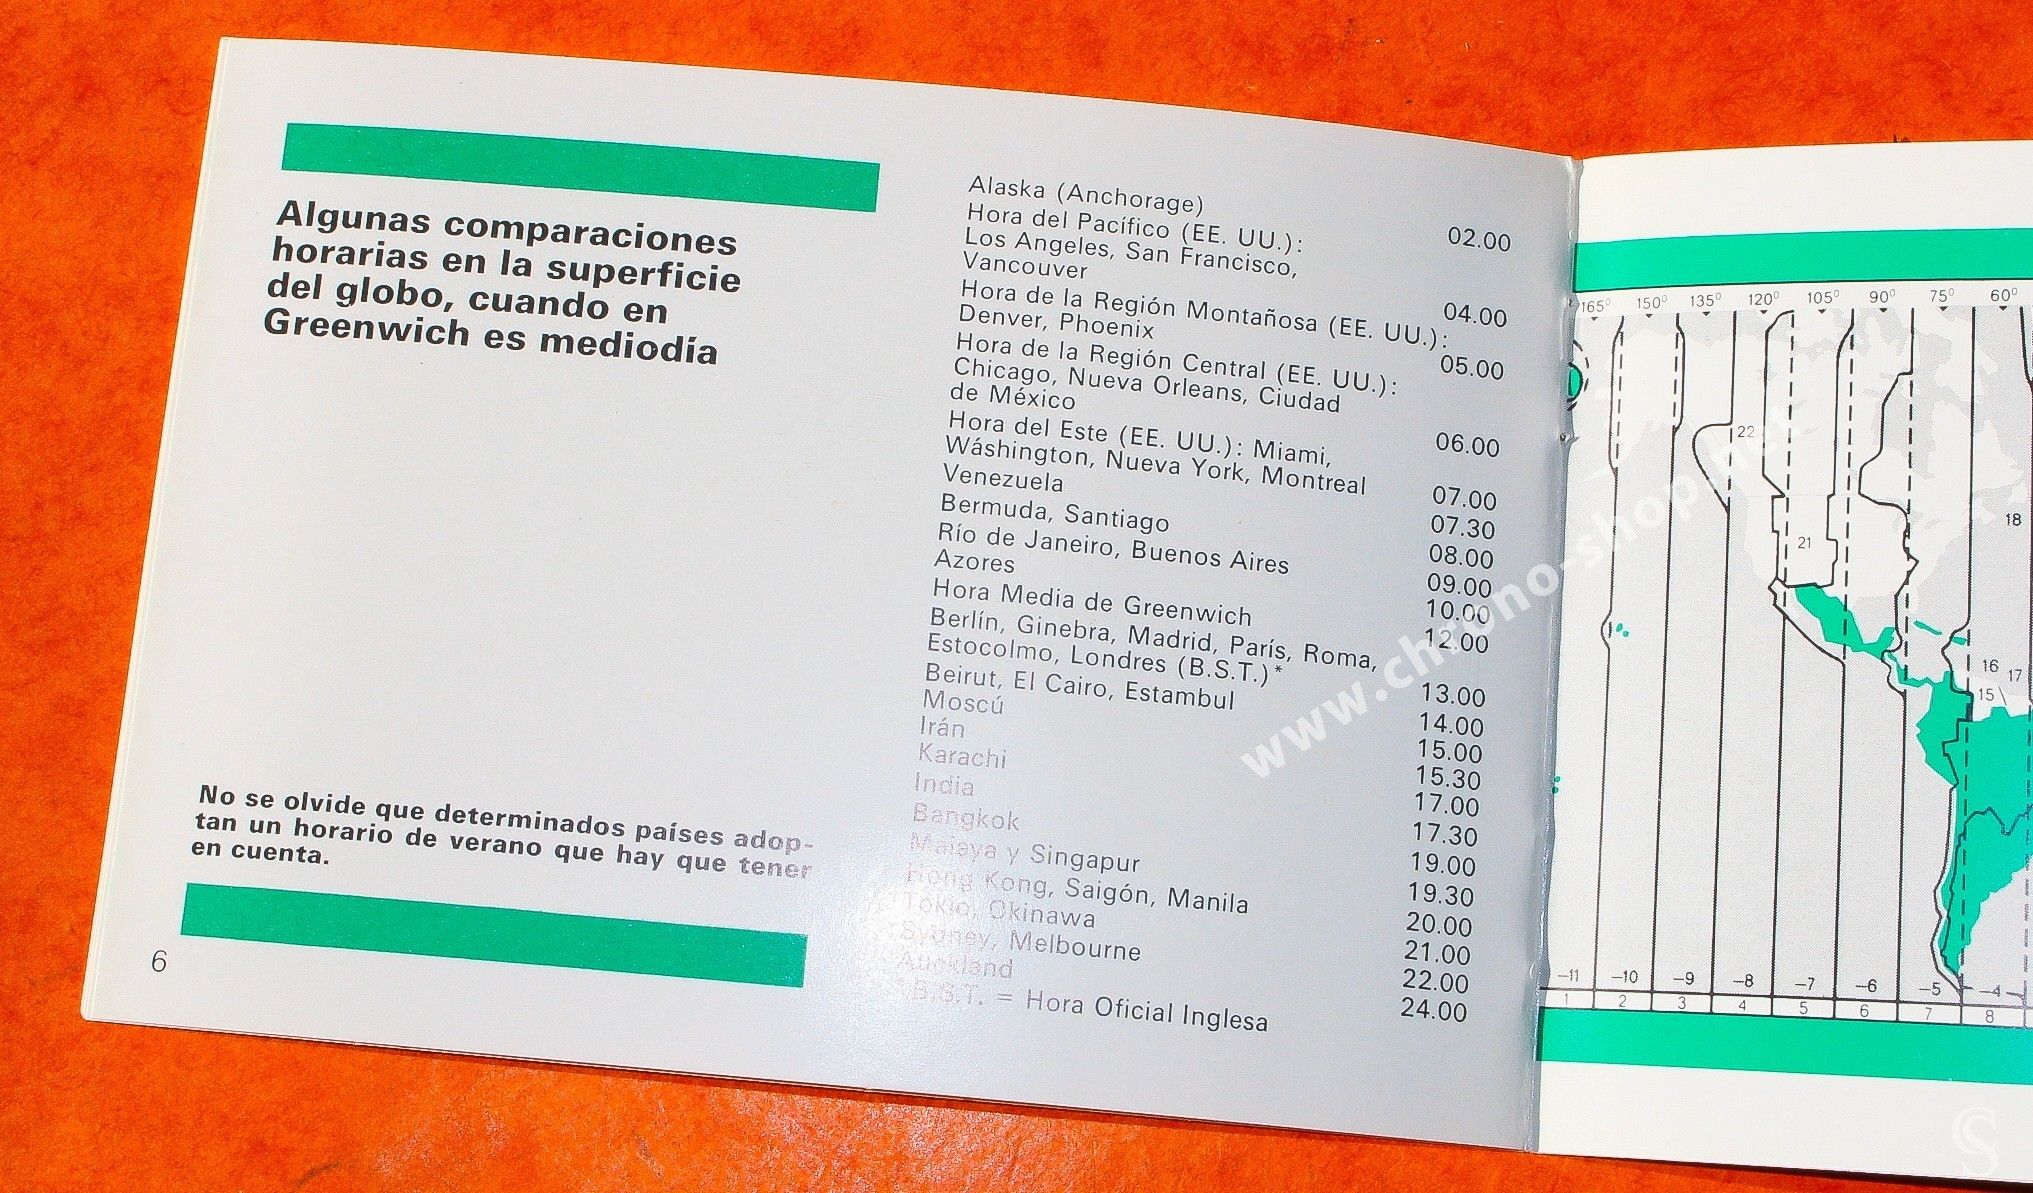 Algunas comparaciones
horarias en la superficie
del globo, cuando en
Greenwich es mediodía
No se olvide que determinados países adop-
tan un horario de verano que hay que tener
en cuenta.
6
Alaska (Anchorage) 02.00
Hora del Pacífico (EE. UU.):
Los Angeles, San Francisco,
Vancouver 04.00
Hora de la Región Montañosa (EE. UU.):
Denver, Phoenix 05.00
Hora de la Región Central (EE. UU.):
Chicago, Nueva Orleans, Ciudad
de México 06.00
Hora del Este (EE. UU.): Miami,
Wáshington, Nueva York, Montreal 07.00
Venezuela 07.30
Bermuda, Santiago 08.00
Río de Janeiro, Buenos Aires 09.00
Azores 10.00
Hora Media de Greenwich 12.00
Berlín, Ginebra, Madrid, París, Roma,
Estocolmo, Londres (B.S.T.)* 13.00
Beirut, El Cairo, Estambul 14.00
Moscú 15.00
Irán 15.30
Karachi 17.00
India 17.30
Bangkok 19.00
Malaya y Singapur 19.30
Hong Kong, Saigón, Manila 20.00
Tokio, Okinawa 21.00
Sydney, Melbourne 22.00
Auckland 24.00
*B.S.T. = Hora Oficial Inglesa
165° 150° 135° 120° 105° 90° 75° 60°
22
18
21
16
17
15
-11 -10 -9 -8 -7 -6 -5 -4
1 2 3 4 5 6 7 8
www.chrono-shop.net